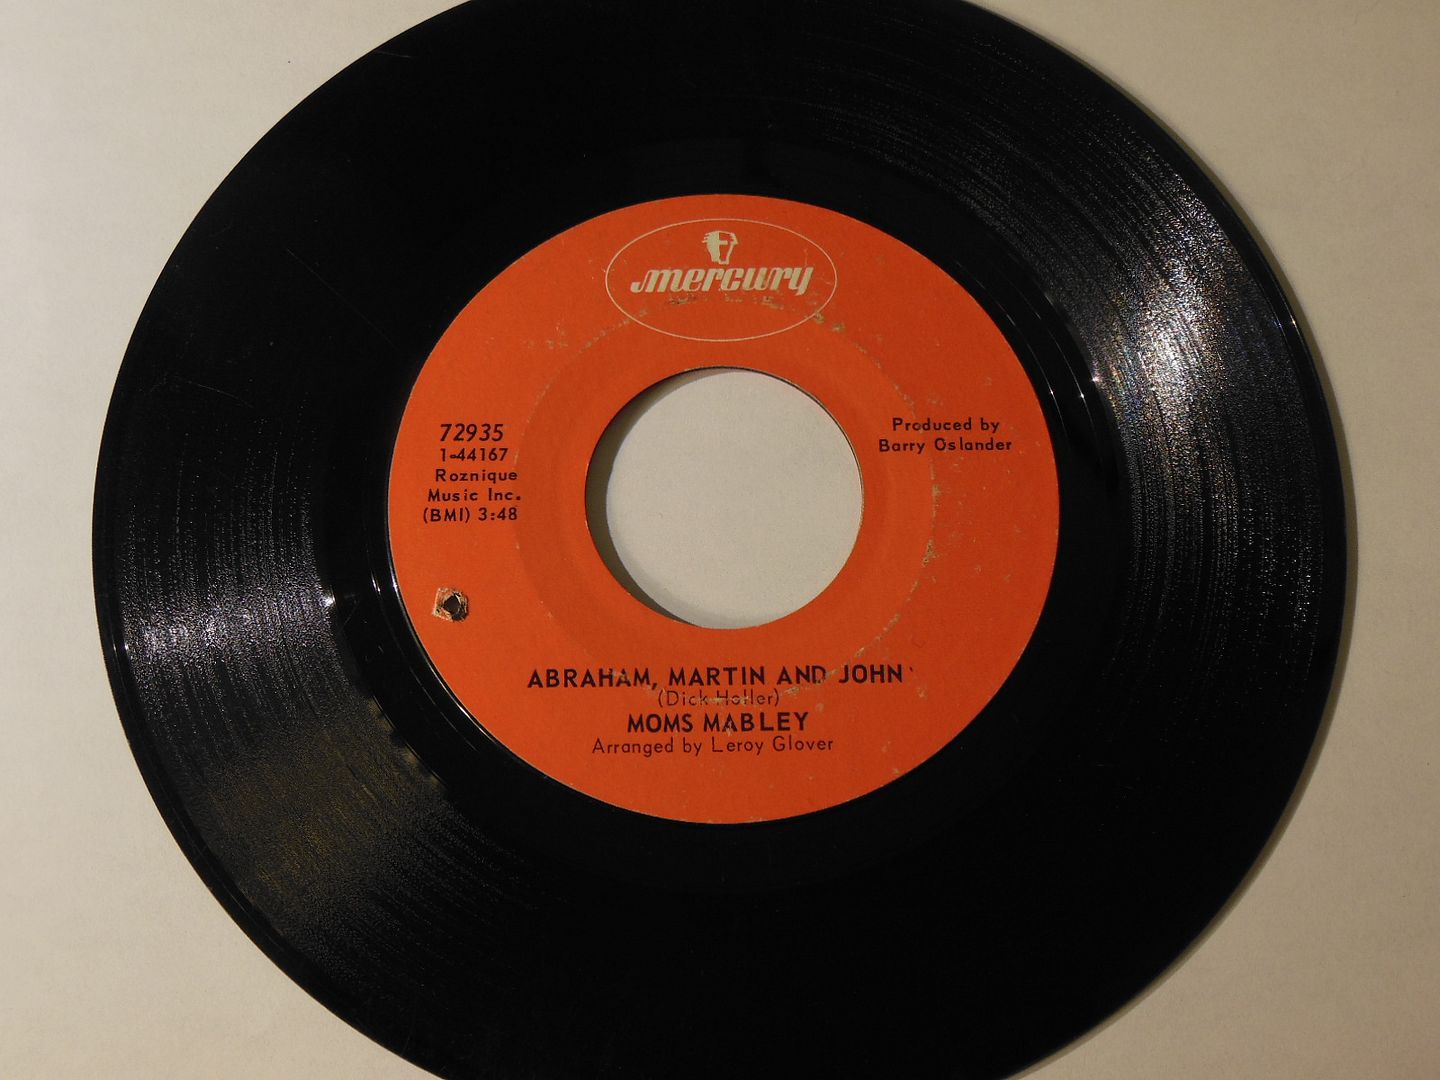 mercury
72935
1-44167
Roznique
Music Inc.
(BMI) 3:48
Produced by
Barry Oslander
ABRAHAM, MARTIN AND JOHN
(Dick Holler)
MOMS MABLEY
Arranged by Leroy Glover